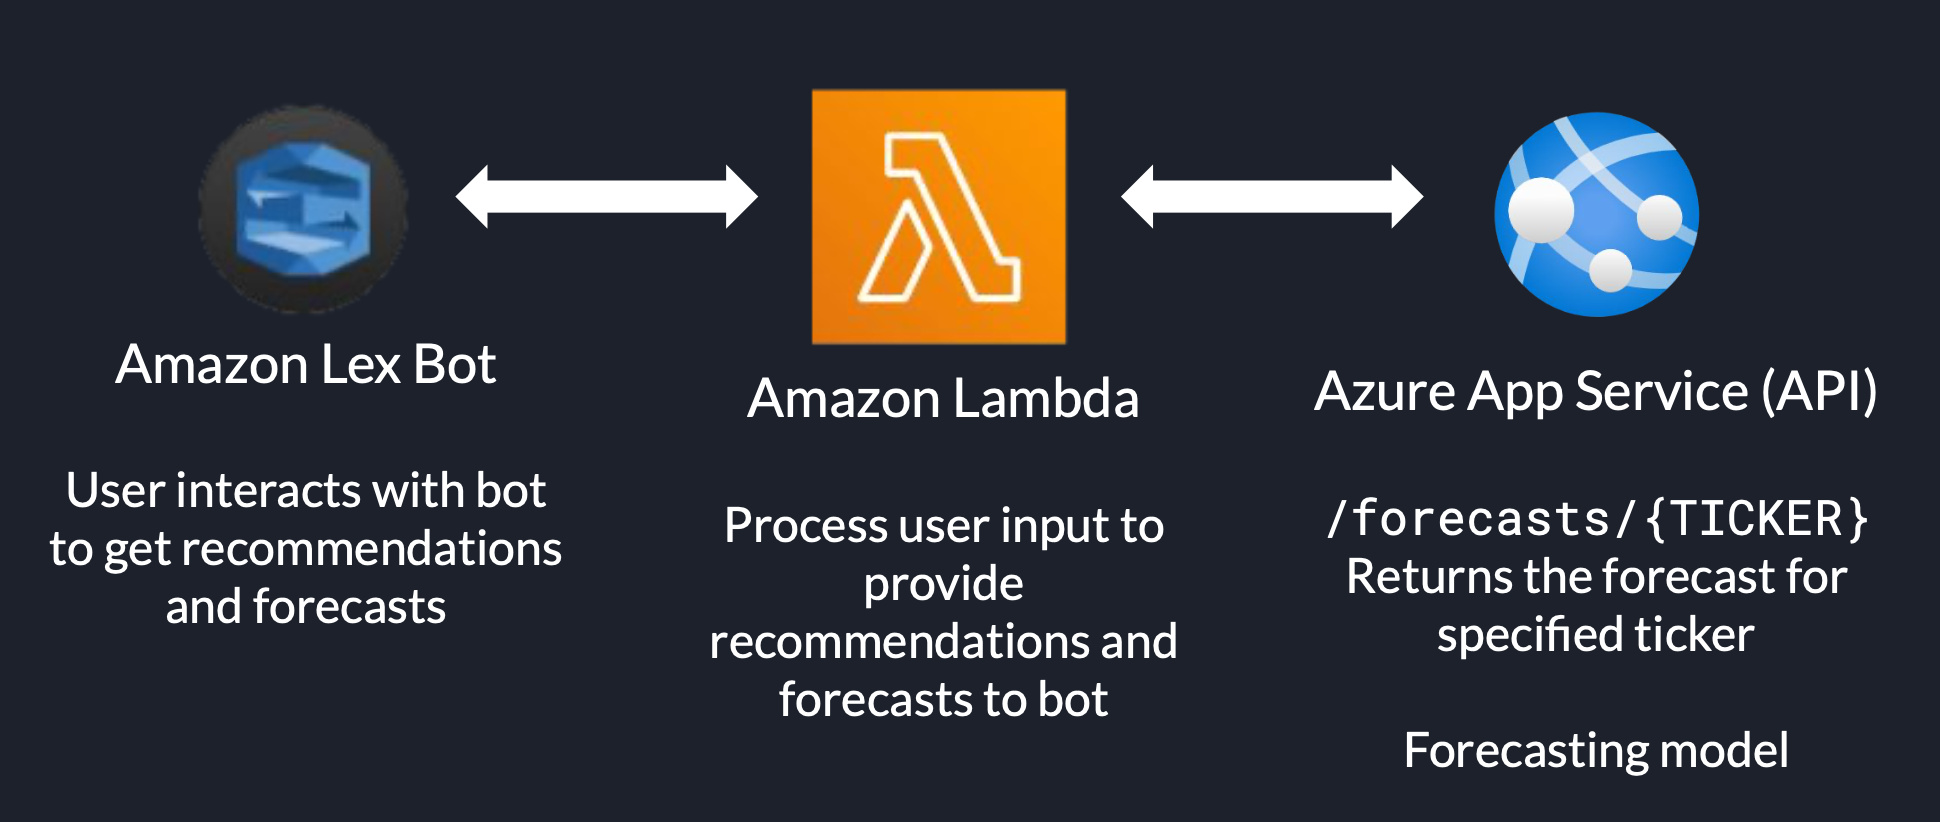 Amazon Lex Bot
User interacts with bot
to get recommendations
and forecasts
Amazon Lambda
Process user input to
provide
recommendations and
forecasts to bot
Azure App Service (API)
/forecasts/{TICKER}
Returns the forecast for
specified ticker
Forecasting model